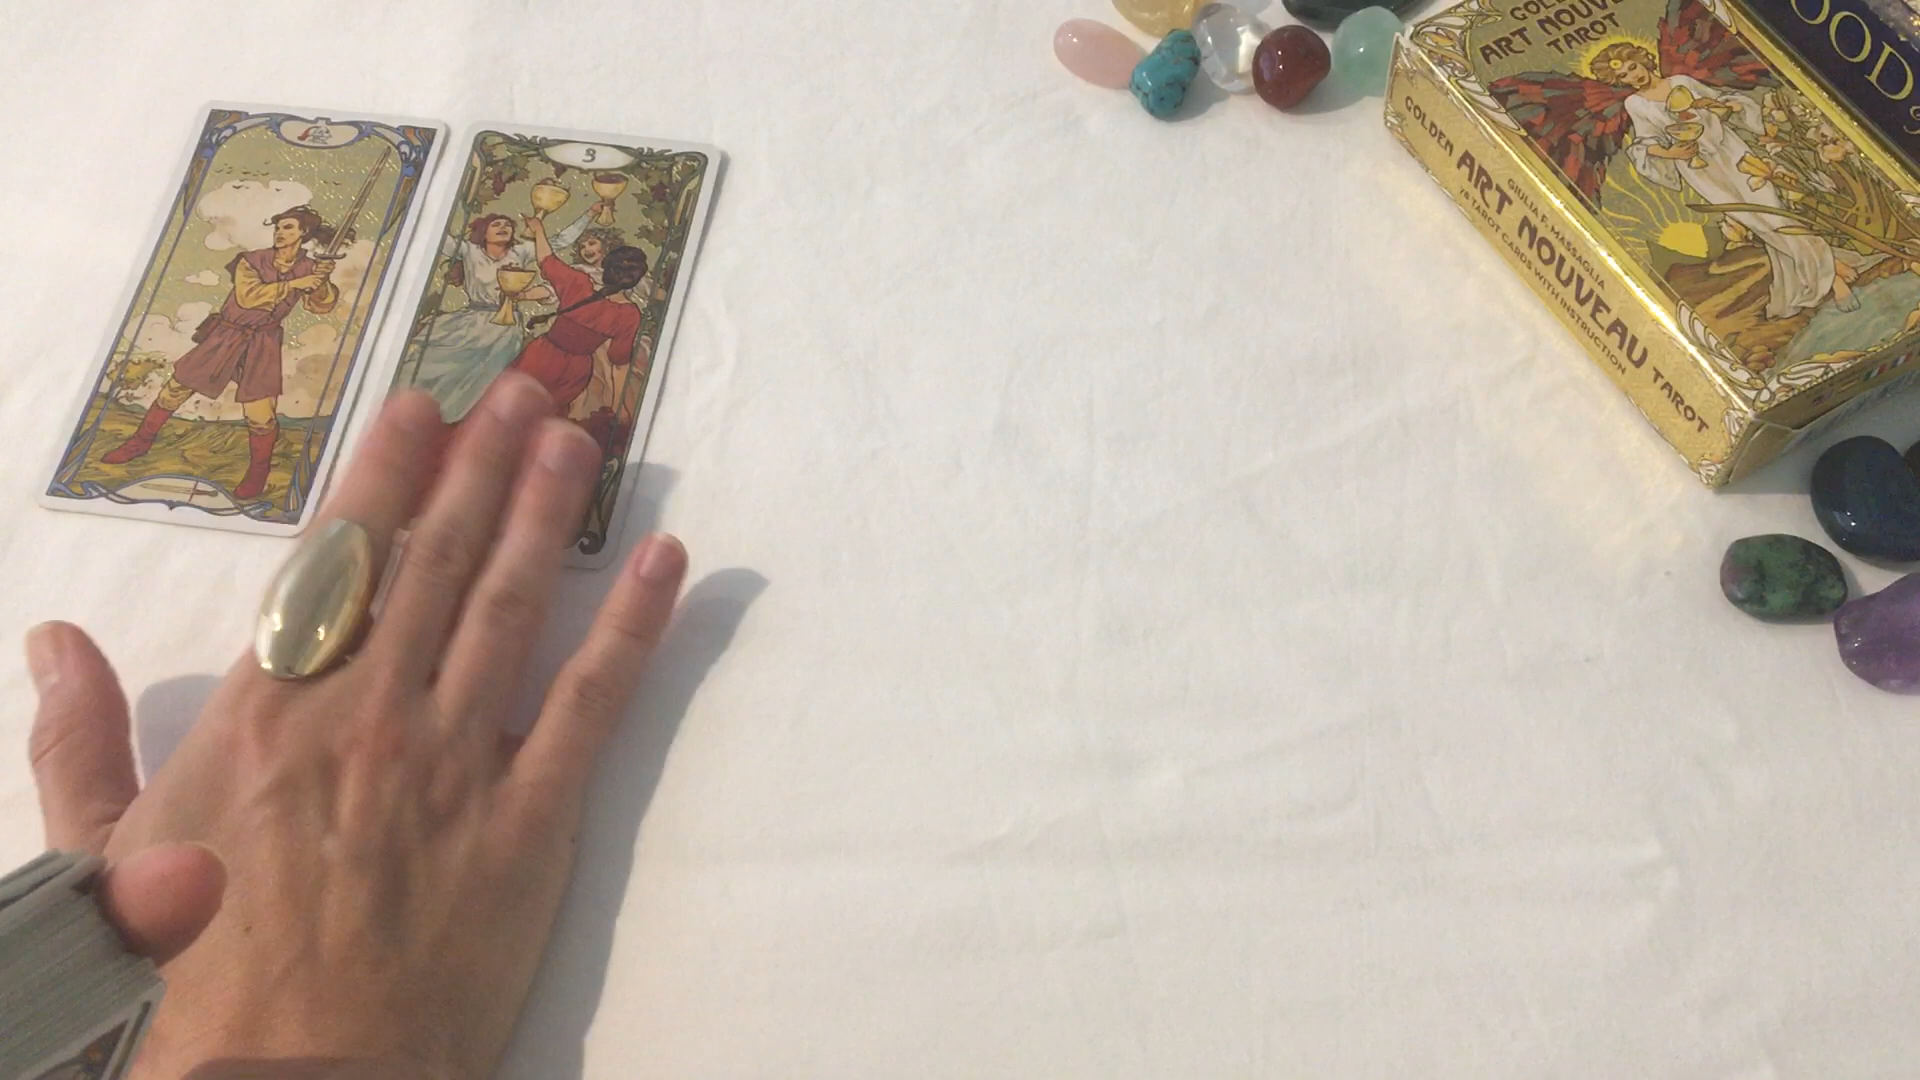 3
GOLDEN
ART NOUVEAU
TAROT
OOD
GOLDEN ART NOUVEAU TAROT
GIULIA F. MASSAGLIA
78 TAROT CARDS WITH INSTRUCTION